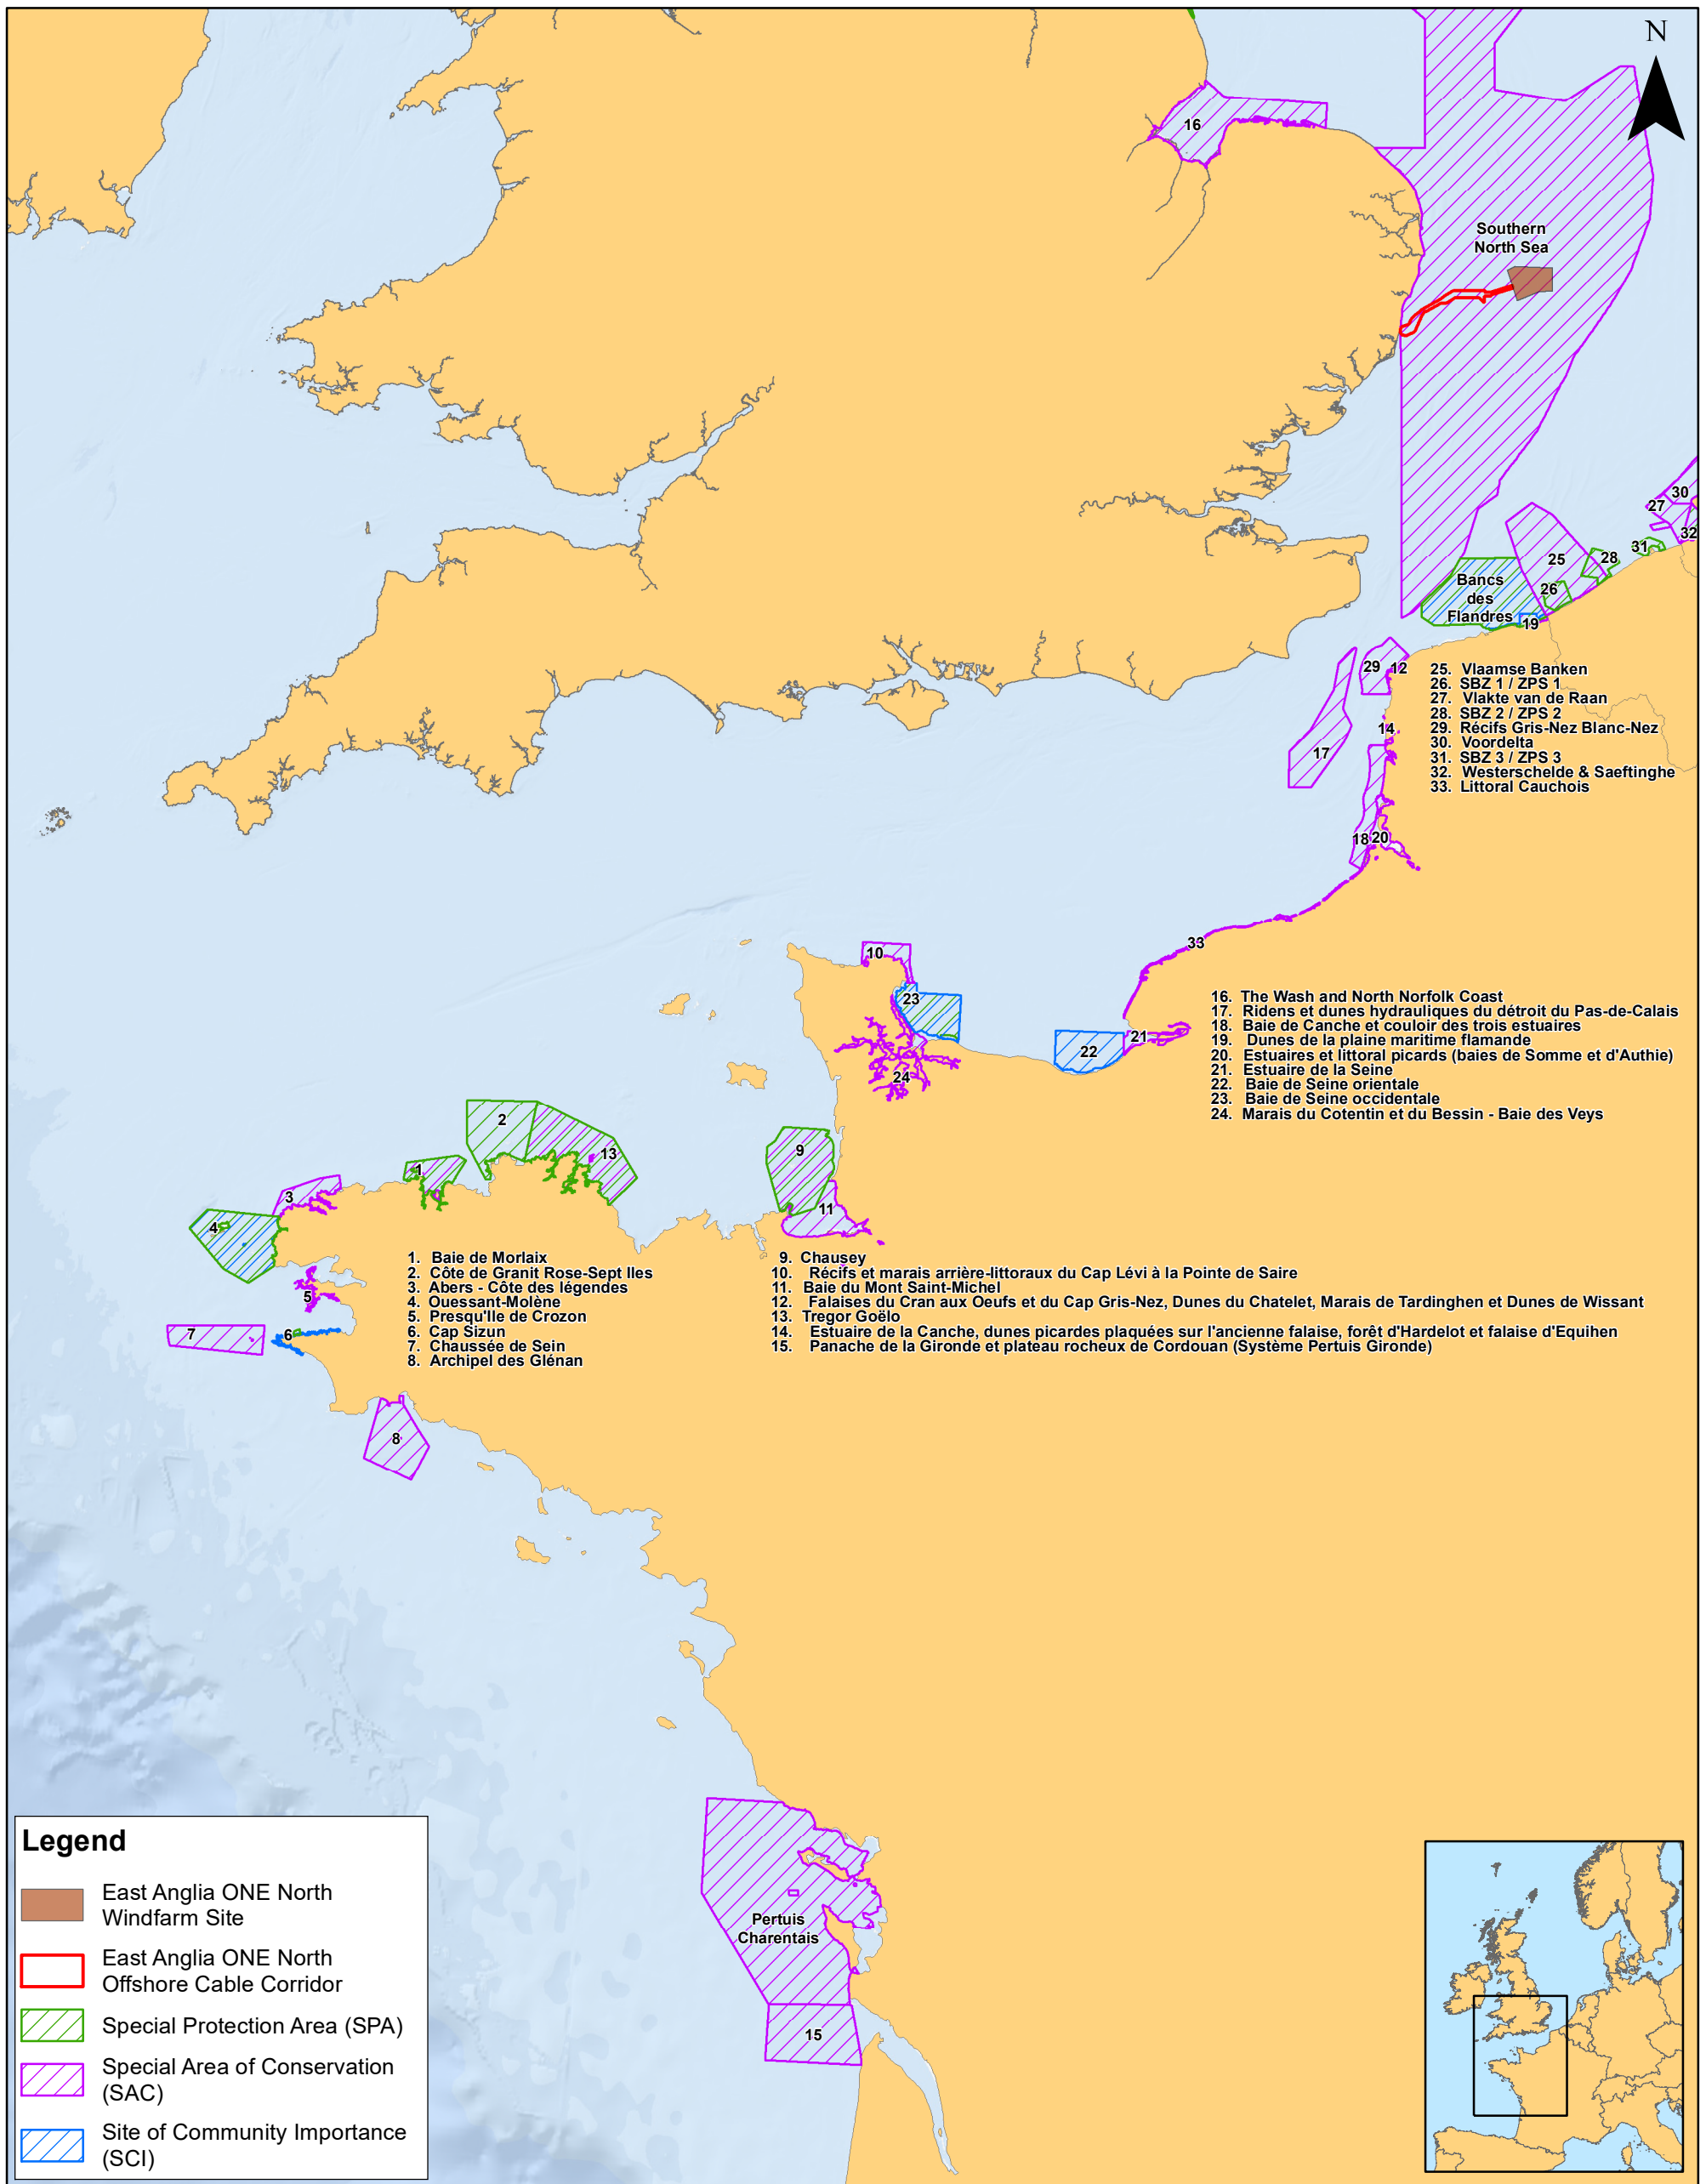 N
16
Southern
North Sea
30
27
32
31
28
25
26
Bancs
des
Flandres
19
29
12
14
17
18
20
33
10
23
22
21
24
2
1
13
9
11
3
4
5
6
7
8
25. Vlaamse Banken
26. SBZ 1 / ZPS 1
27. Vlakte van de Raan
28. SBZ 2 / ZPS 2
29. Récifs Gris-Nez Blanc-Nez
30. Voordelta
31. SBZ 3 / ZPS 3
32. Westerschelde & Saeftinghe
33. Littoral Cauchois
16. The Wash and North Norfolk Coast
17. Ridens et dunes hydrauliques du détroit du Pas-de-Calais
18. Baie de Canche et couloir des trois estuaires
19. Dunes de la plaine maritime flamande
20. Estuaires et littoral picards (baies de Somme et d'Authie)
21. Estuaire de la Seine
22. Baie de Seine orientale
23. Baie de Seine occidentale
24. Marais du Cotentin et du Bessin - Baie des Veys
1. Baie de Morlaix
2. Côte de Granit Rose-Sept Iles
3. Abers - Côte des légendes
4. Ouessant-Molène
5. Presqu'Ile de Crozon
6. Cap Sizun
7. Chaussée de Sein
8. Archipel des Glénan
9. Chausey
10. Récifs et marais arrière-littoraux du Cap Lévi à la Pointe de Saire
11. Baie du Mont Saint-Michel
12. Falaises du Cran aux Oeufs et du Cap Gris-Nez, Dunes du Chatelet, Marais de Tardinghen et Dunes de Wissant
13. Tregor Goëlo
14. Estuaire de la Canche, dunes picardes plaquées sur l'ancienne falaise, forêt d'Hardelot et falaise d'Equihen
15. Panache de la Gironde et plateau rocheux de Cordouan (Système Pertuis Gironde)
Pertuis
Charentais
15
Legend
East Anglia ONE North
Windfarm Site
East Anglia ONE North
Offshore Cable Corridor
Special Protection Area (SPA)
Special Area of Conservation
(SAC)
Site of Community Importance
(SCI)